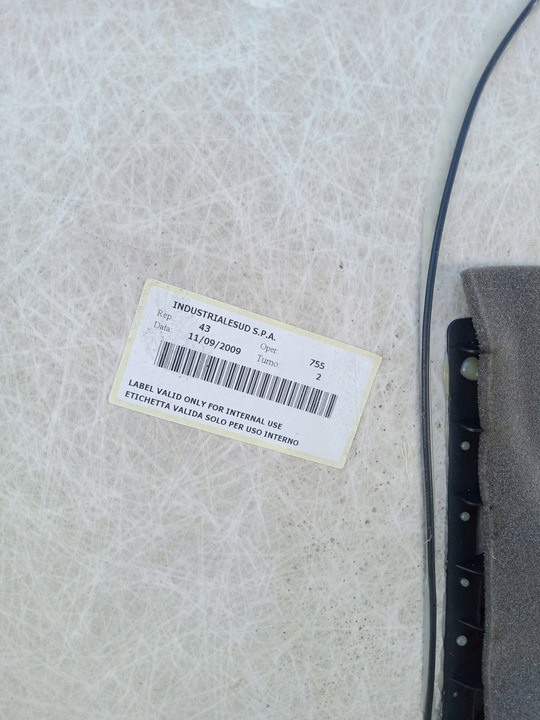 INDUSTRIALESUD S.P.A.
Rep. 43 Oper: 755
Data: 11/09/2009 Turno: 2
LABEL VALID ONLY FOR INTERNAL USE
ETICHETTA VALIDA SOLO PER USO INTERNO